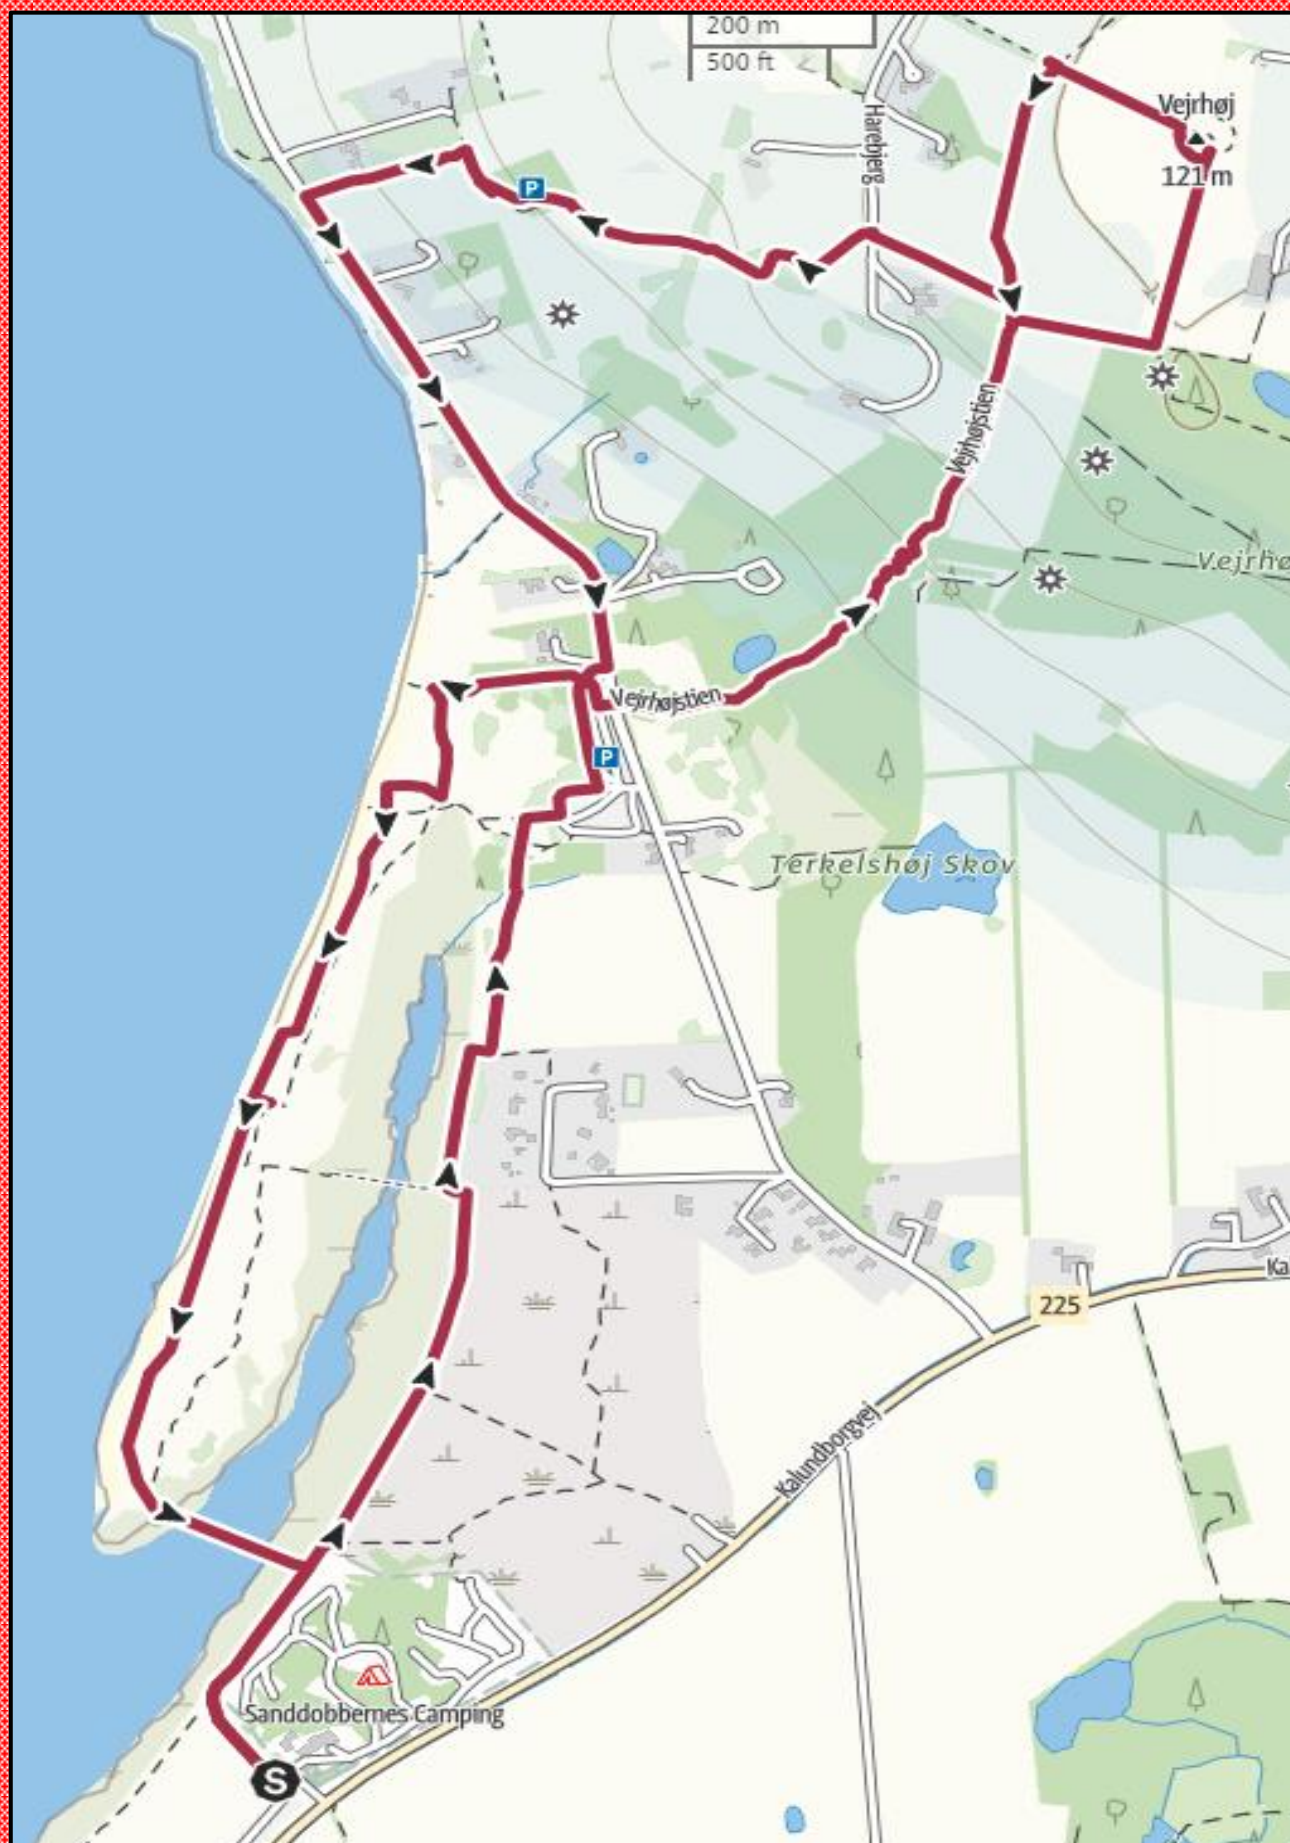 200 m
500 ft
Harebjerg
Vejrhøj
121 m
P
Vejrhøjstien
Vejrhø
Vejrhøjstien
P
Terkelshøj Skov
Ka
225
Kalundborgvej
Sanddobbernes Camping
S